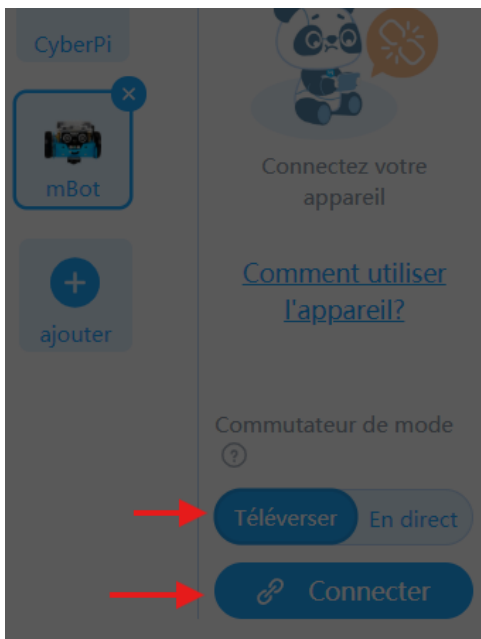 CyberPi
mBot
ajouter
Connectez votre
appareil
Comment utiliser
l'appareil?
Commutateur de mode
?
Téléverser
En direct
Connecter